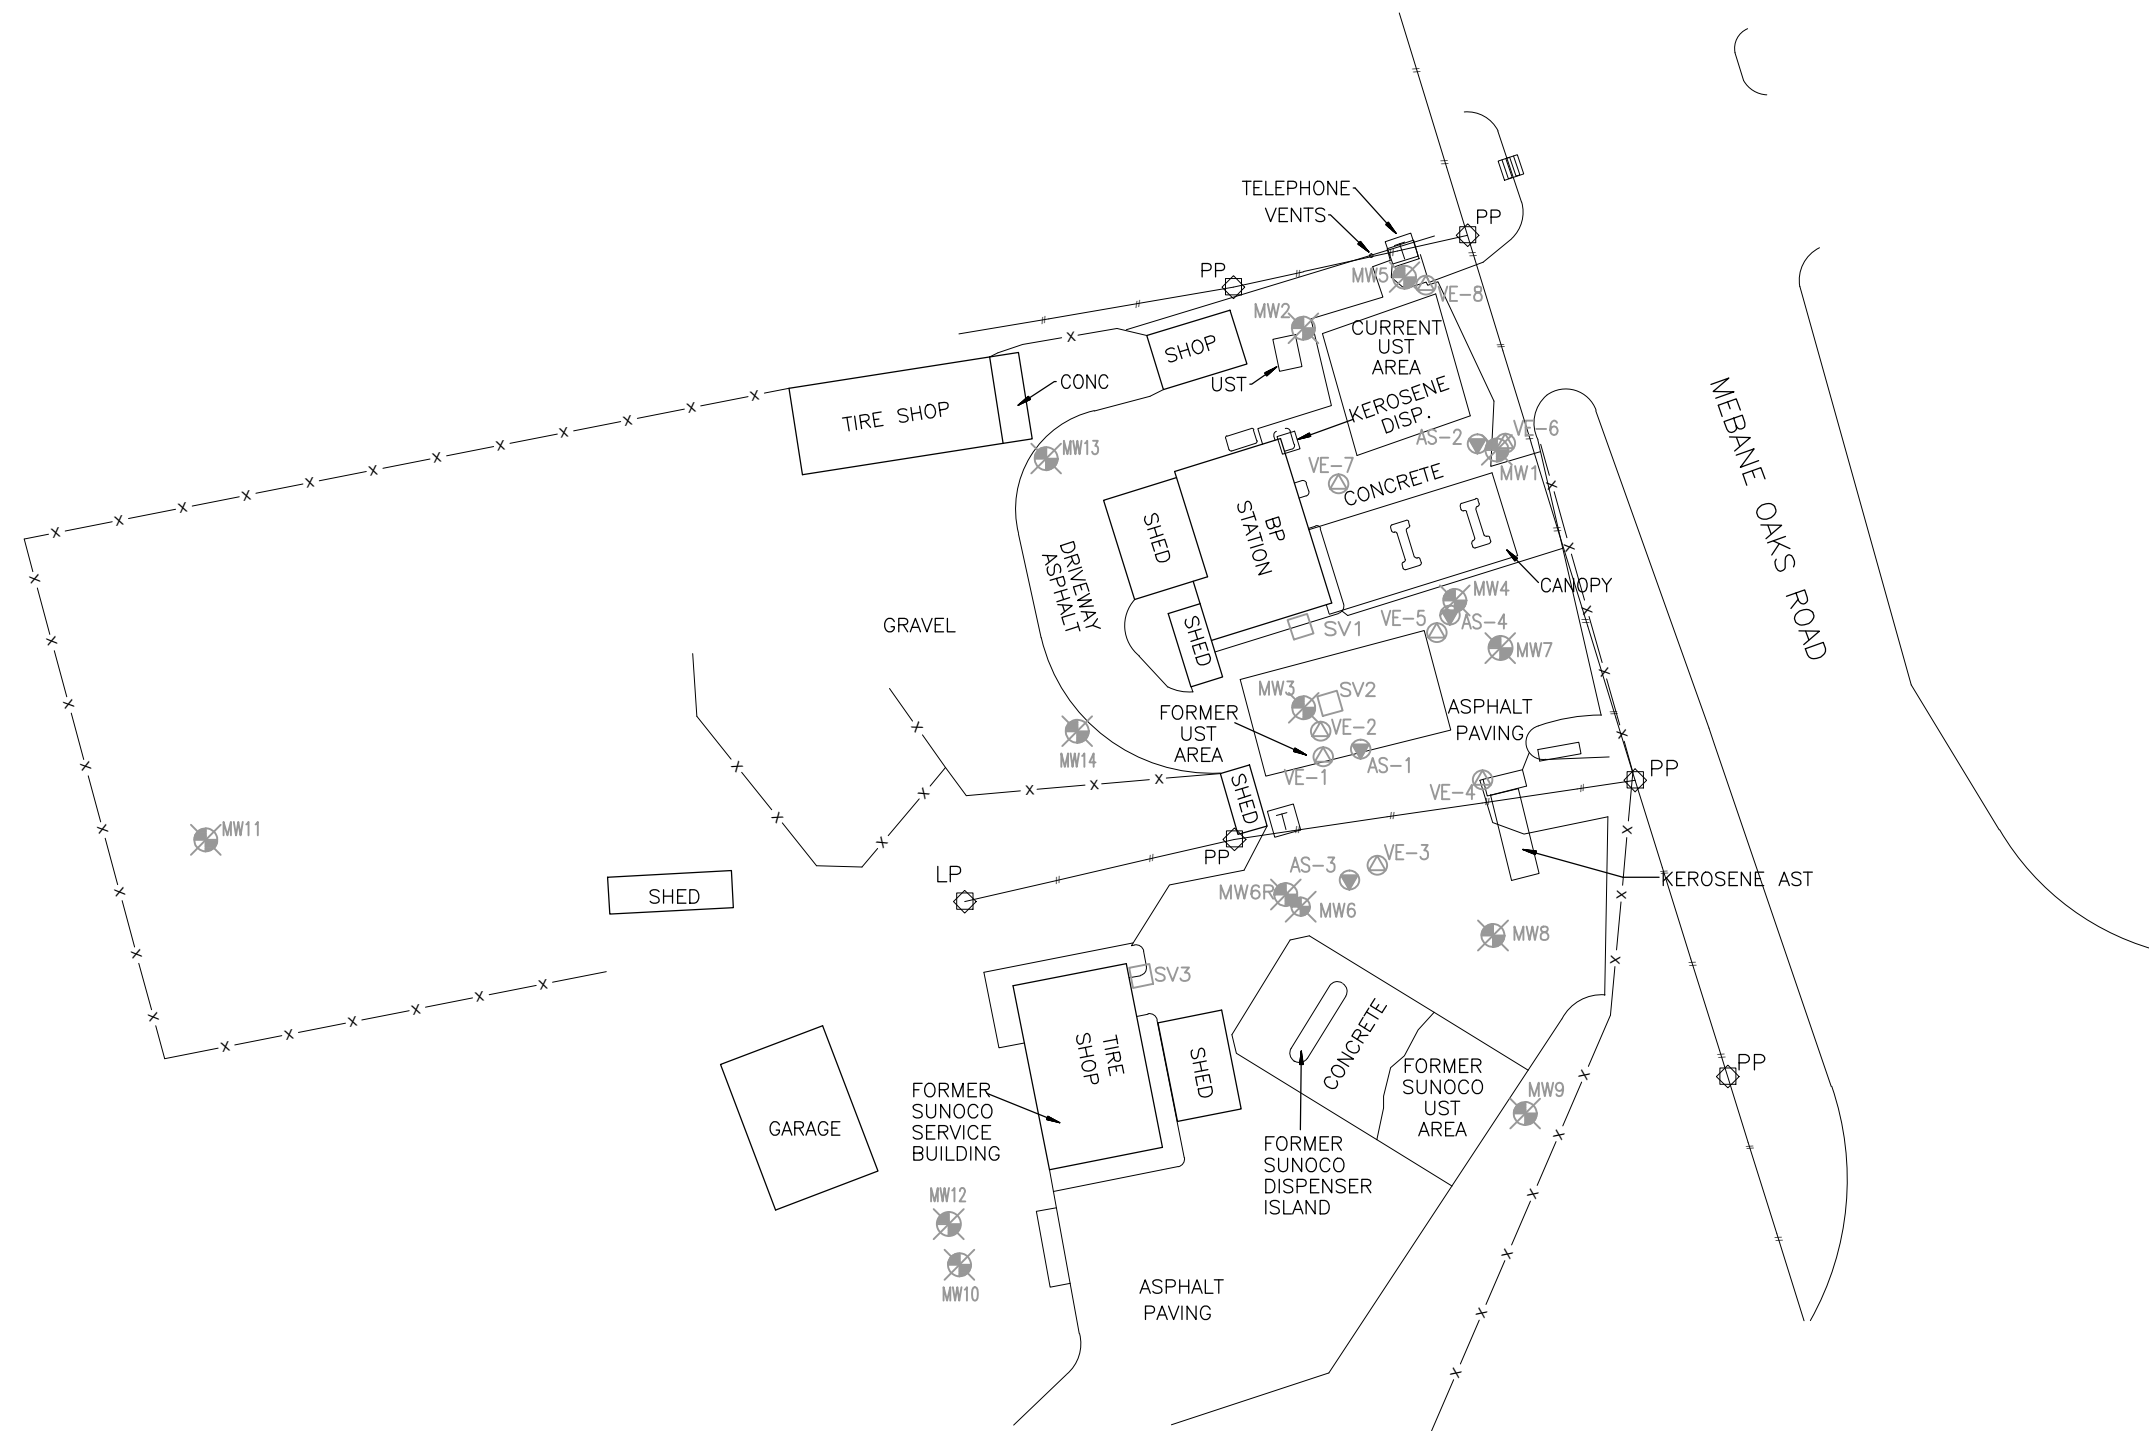 TELEPHONE
VENTS
PP
PP
MW5
VE-8
MW2
CURRENT
UST
AREA
SHOP
UST
CONC
TIRE SHOP
KEROSENE
DISP.
AS-2
VE-6
MW1
MW13
VE-7
CONCRETE
MEBANE OAKS ROAD
BP
STATION
SHED
DRIVEWAY
ASPHALT
CANOPY
MW4
VE-5
AS-4
GRAVEL
SHED
SV1
MW7
MW3
SV2
FORMER
UST
AREA
VE-2
ASPHALT
PAVING
MW14
VE-1
AS-1
PP
SHED
T
VE-4
MW11
PP
VE-3
AS-3
LP
KEROSENE AST
SHED
MW6R
MW6
MW8
SV3
TIRE
SHOP
SHED
CONCRETE
FORMER
SUNOCO
UST
AREA
PP
MW9
FORMER
SUNOCO
SERVICE
BUILDING
GARAGE
FORMER
SUNOCO
DISPENSER
ISLAND
MW12
MW10
ASPHALT
PAVING